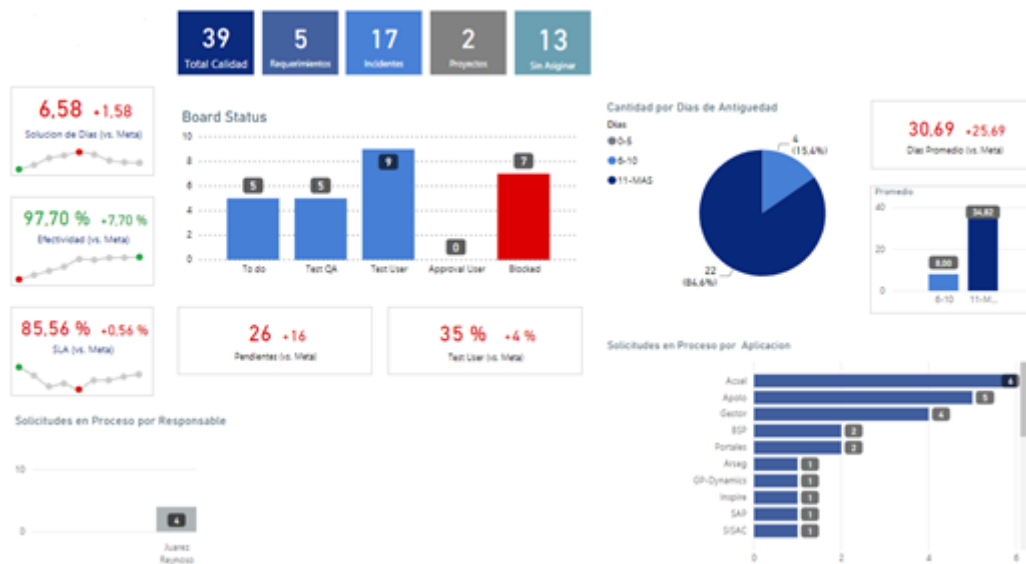 39
Total Calidad
5
Requerimientos
17
Incidentes
2
Proyectos
13
Sin Asiginar
6,58 +1,58
Solucion de Dias (vs. Meta)
97,70 % +7,70 %
Efectividad (vs. Meta)
85,56 % +0,56 %
SLA (vs. Meta)
Board Status
10
8
6
4
2
0
5
5
9
0
7
To do
Test QA
Test User
Approval User
Blocked
26 +16
Pendientes (vs. Meta)
35 % +4 %
Test User (vs. Meta)
Cantidad por Dias de Antiguedad
Dias
0-5
6-10
11-MAS
4
(15,4%)
22
(84,6%)
30,69 +25,69
Dias Promedio (vs. Meta)
Promedio
40
20
0
8,00
34,82
6-10
11-M...
Solicitudes en Proceso por Responsable
10
0
4
Juarez
Reynoso
Solicitudes en Proceso por Aplicacion
Acsel 6
Apolo 5
Gestor 4
BSP 2
Portales 2
Airseg 1
GP-Dynamics 1
Inspire 1
SAP 1
SISAC 1
0 2 4 6